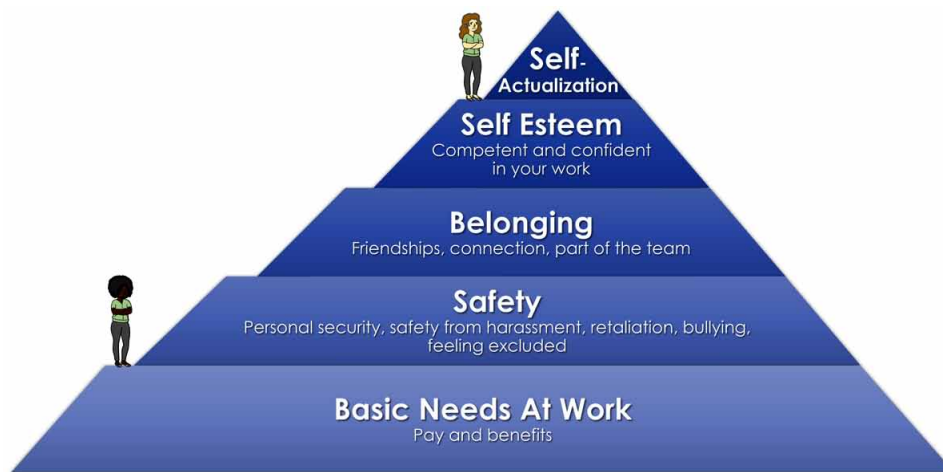 Self-
Actualization
Self Esteem
Competent and confident
in your work
Belonging
Friendships, connection, part of the team
Safety
Personal security, safety from harassment, retaliation, bullying,
feeling excluded
Basic Needs At Work
Pay and benefits